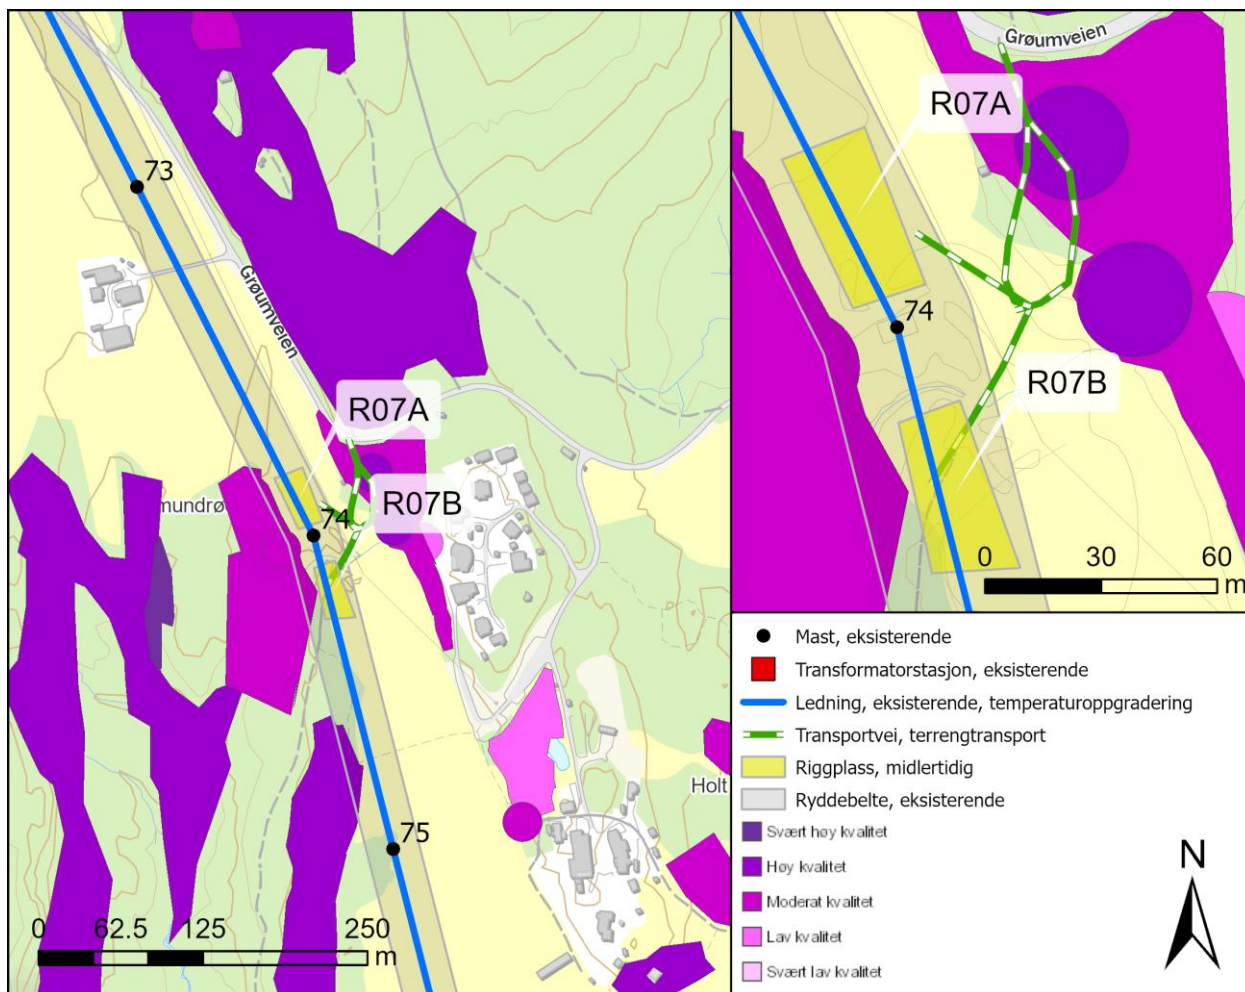 73
Grøumveien
R07A
R07B
mundrø
74
75
Holt
0 62.5 125 250
m
Grøumveien
R07A
74
R07B
0 30 60
m
Mast, eksisterende
Transformatorstasjon, eksisterende
Ledning, eksisterende, temperaturoppgradering
Transportvei, terrengtransport
Riggplass, midlertidig
Ryddebelte, eksisterende
Svært høy kvalitet
Høy kvalitet
Moderat kvalitet
Lav kvalitet
Svært lav kvalitet
N